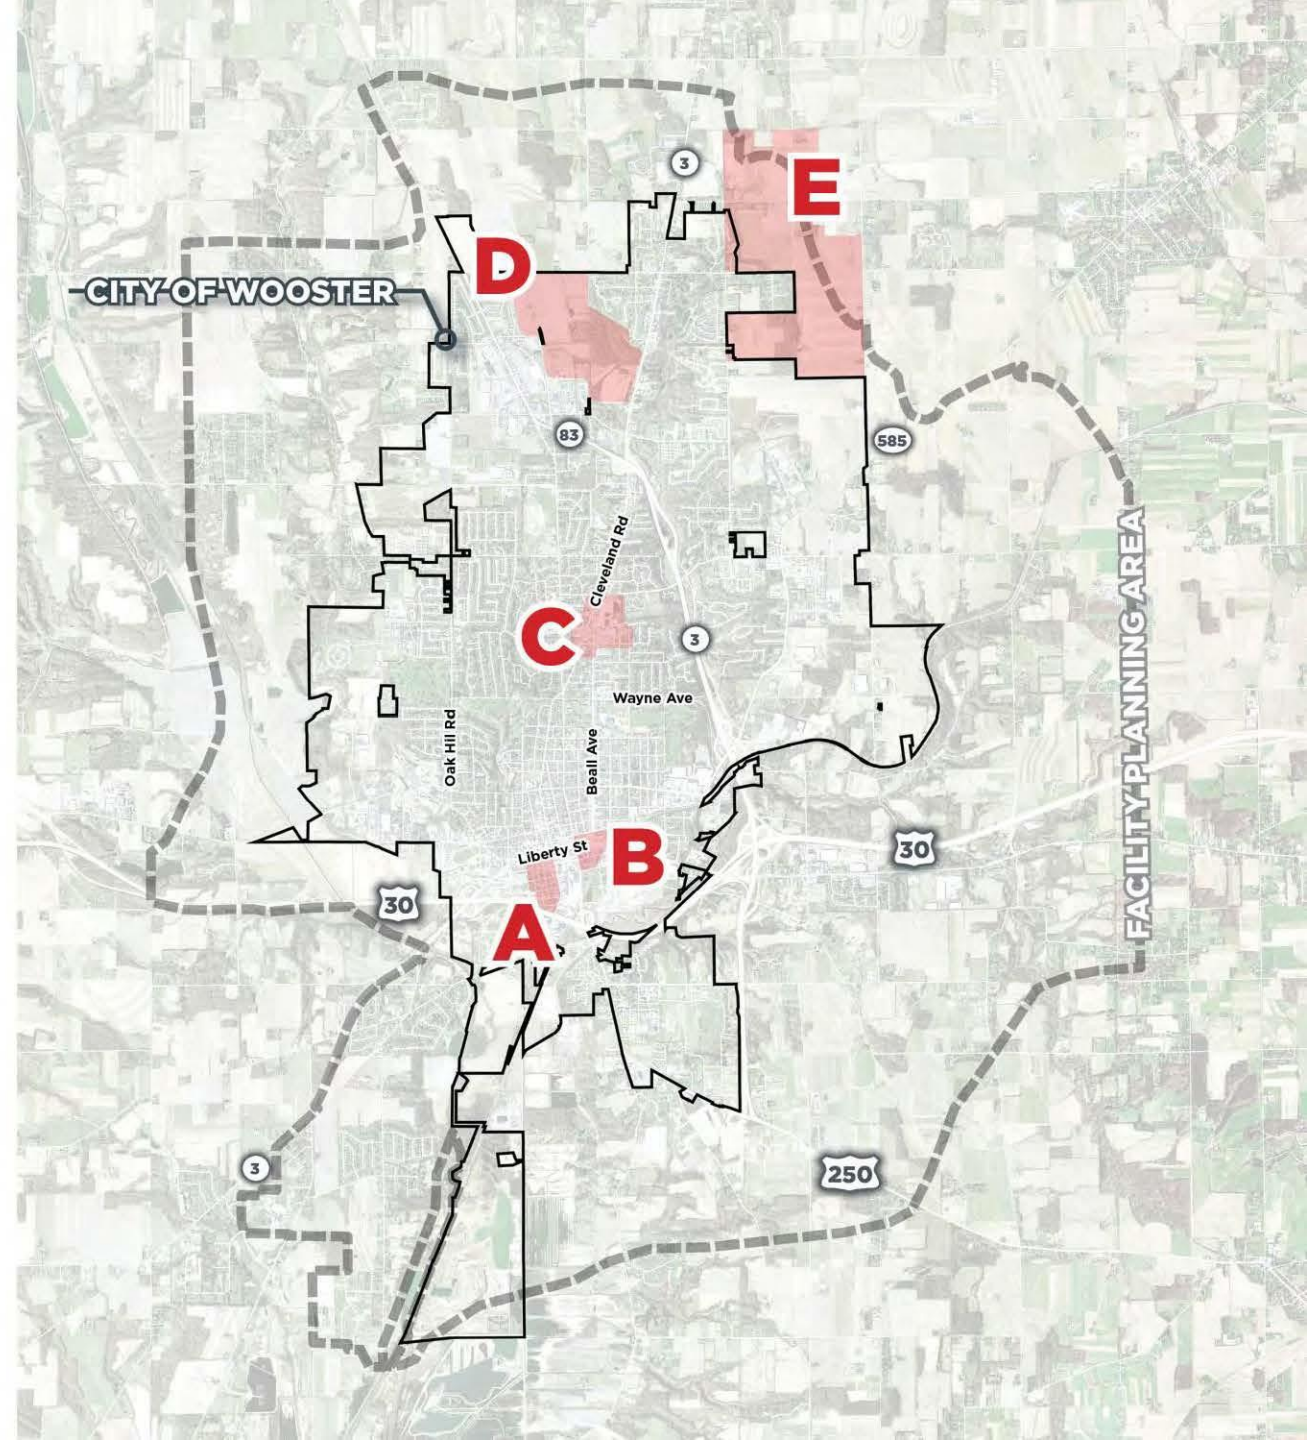 3
E
D
CITY OF WOOSTER
83
585
Cleveland Rd
C
3
Wayne Ave
Oak Hil Rd
Beall Ave
FACILITY PLANNING AREA
Liberty St
B
30
30
A
3
250